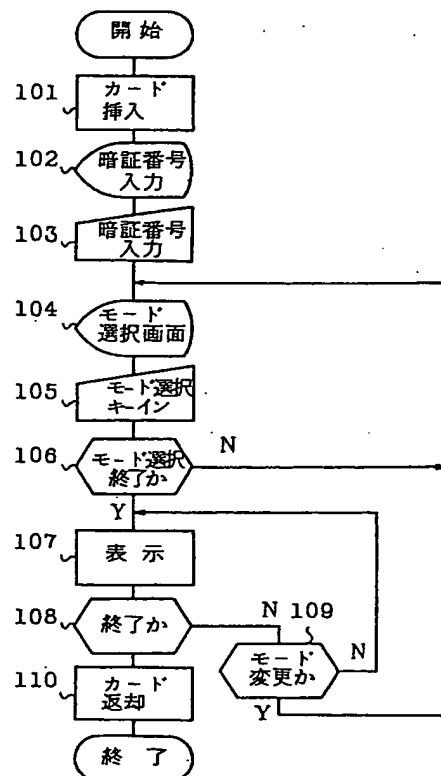 開始
101
カード
挿入
102
暗証番号
入力
103
暗証番号
入力
104
モード
選択画面
105
モード選択
キーイン
106
モード選択
終了か
N
Y
107
表示
108
終了か
N
109
モード
変更か
N
Y
110
カード
返却
終了